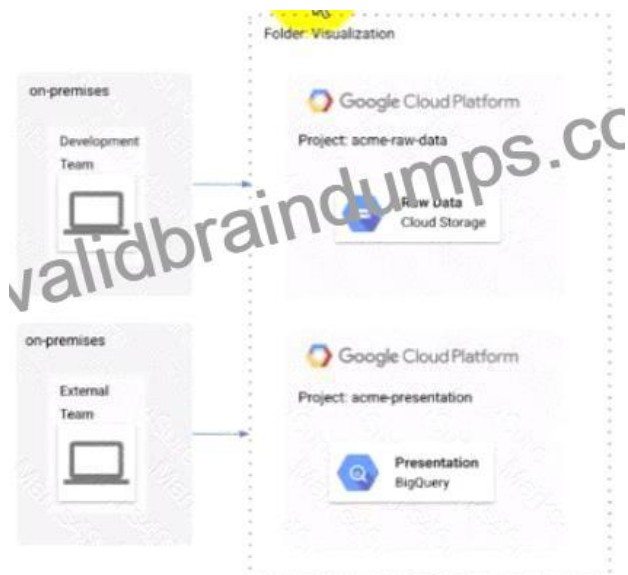 Folder: Visualization
on-premises
Development
Team
Google Cloud Platform
Project: acme-raw-data
Raw Data
Cloud Storage
validbraindumps.co
on-premises
External
Team
Google Cloud Platform
Project: acme-presentation
Presentation
BigQuery